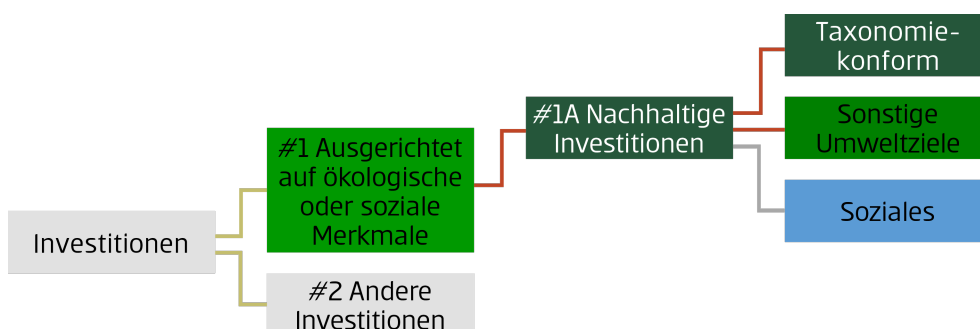 Taxonomie-
konform
#1A Nachhaltige
Investitionen
Sonstige
Umweltziele
#1 Ausgerichtet
auf ökologische
oder soziale
Merkmale
Soziales
Investitionen
#2 Andere
Investitionen